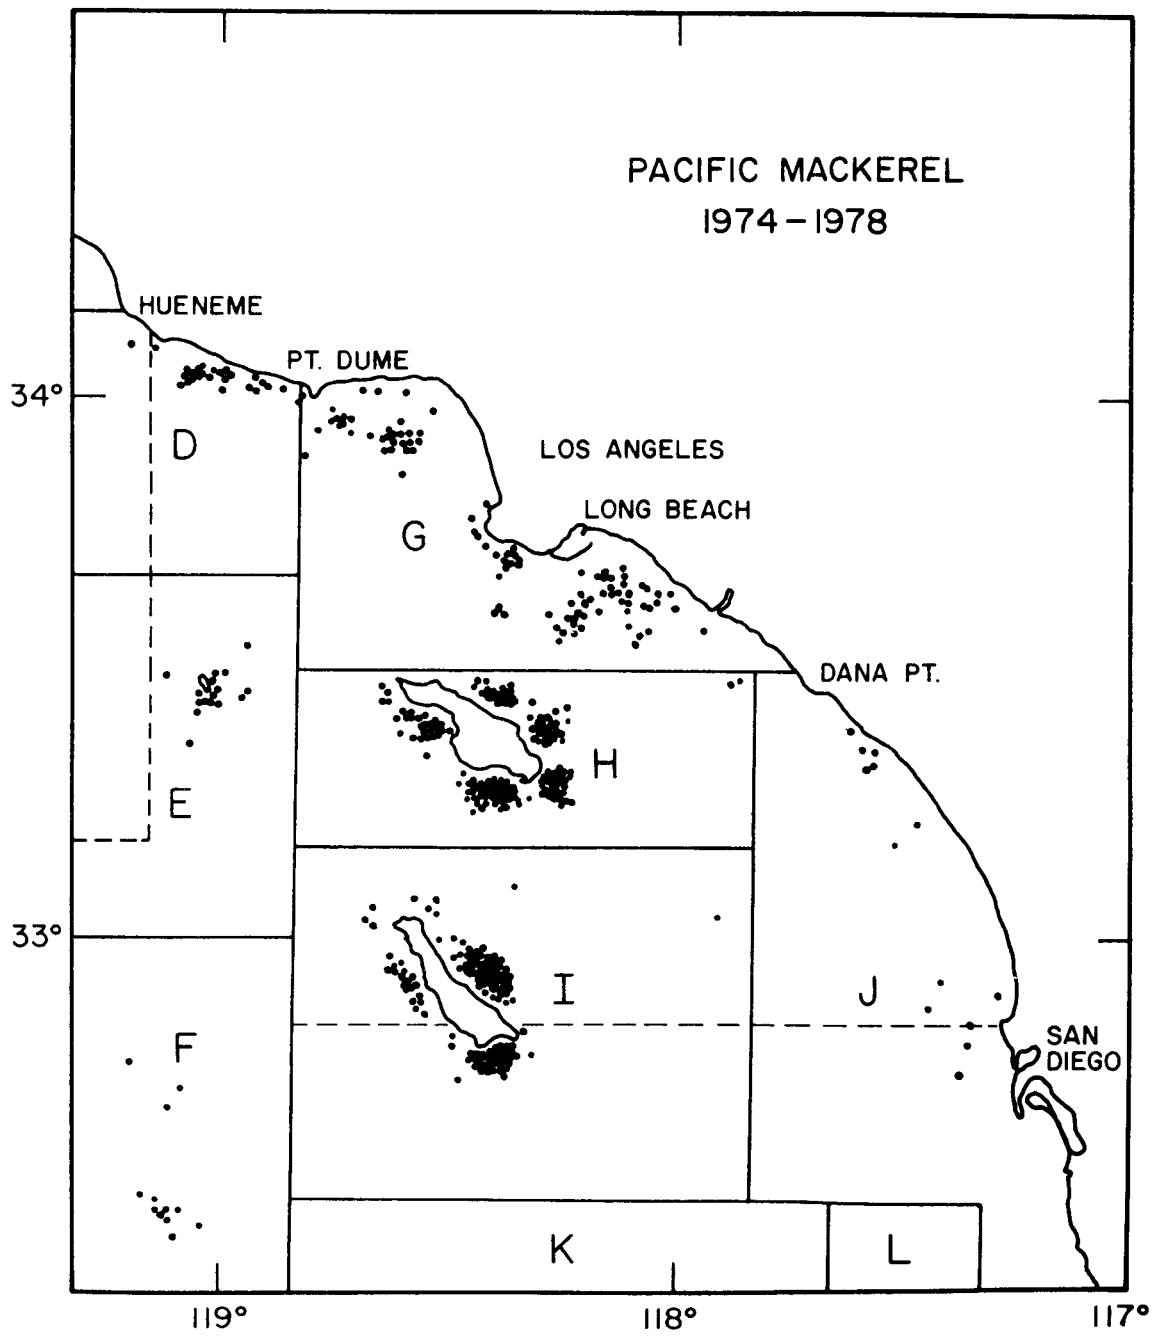 PACIFIC MACKEREL
1974-1978
HUENEME
PT. DUME
34°
D
LOS ANGELES
LONG BEACH
G
DANA PT.
H
E
33°
I
J
F
SAN
DIEGO
K
L
119°
118°
117°